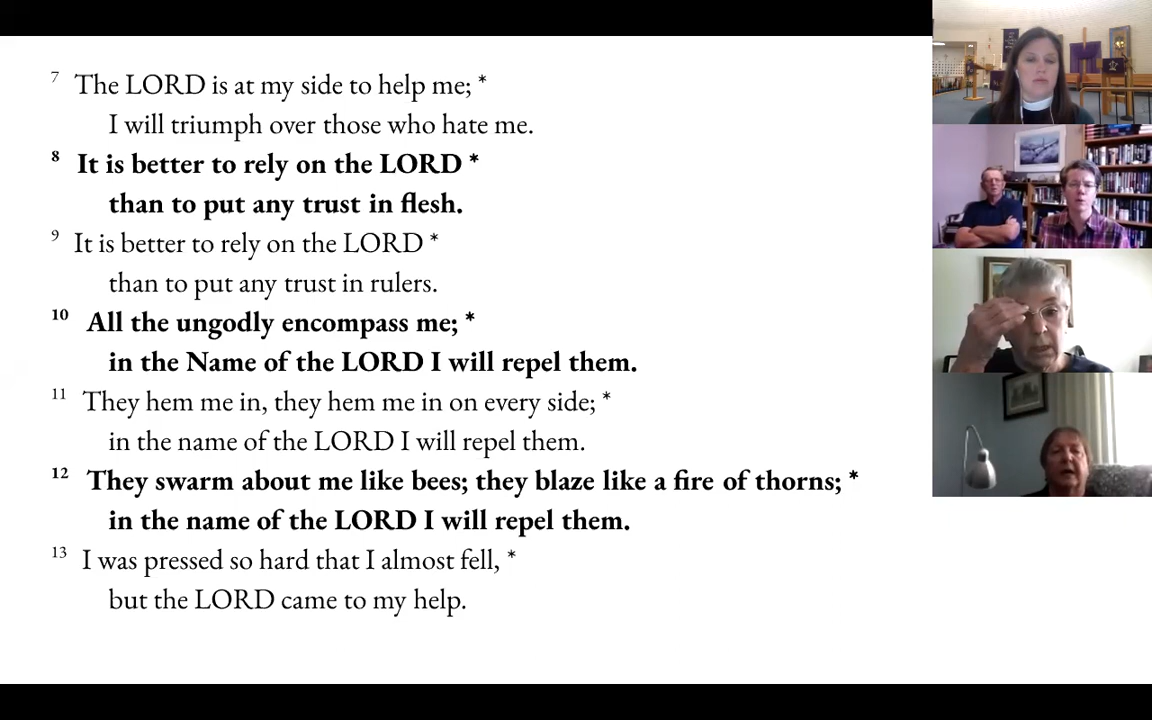 7 The LORD is at my side to help me; *
I will triumph over those who hate me.
8 It is better to rely on the LORD *
than to put any trust in flesh.
9 It is better to rely on the LORD *
than to put any trust in rulers.
10 All the ungodly encompass me; *
in the Name of the LORD I will repel them.
11 They hem me in, they hem me in on every side; *
in the name of the LORD I will repel them.
12 They swarm about me like bees; they blaze like a fire of thorns; *
in the name of the LORD I will repel them.
13 I was pressed so hard that I almost fell, *
but the LORD came to my help.